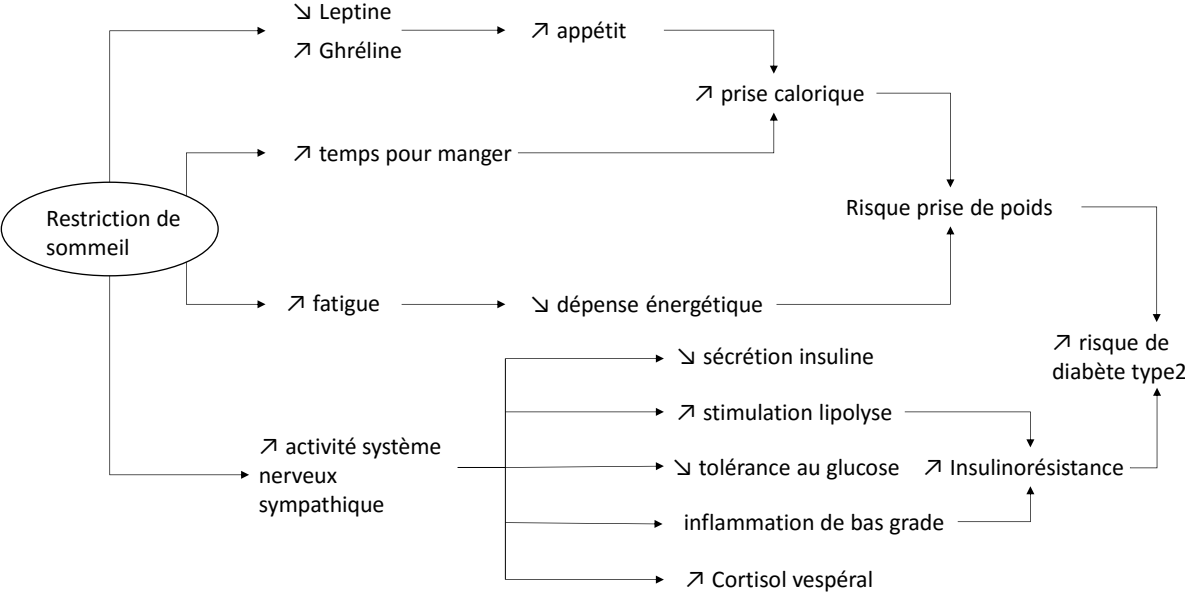 ↘ Leptine
↗ Ghréline
↗ appétit
↗ prise calorique
↗ temps pour manger
Restriction de
sommeil
Risque prise de poids
↗ fatigue
↘ dépense énergétique
↗ risque de
diabète type2
↘ sécrétion insuline
↗ stimulation lipolyse
↗ activité système
nerveux
sympathique
↘ tolérance au glucose
↗ Insulinorésistance
inflammation de bas grade
↗ Cortisol vespéral